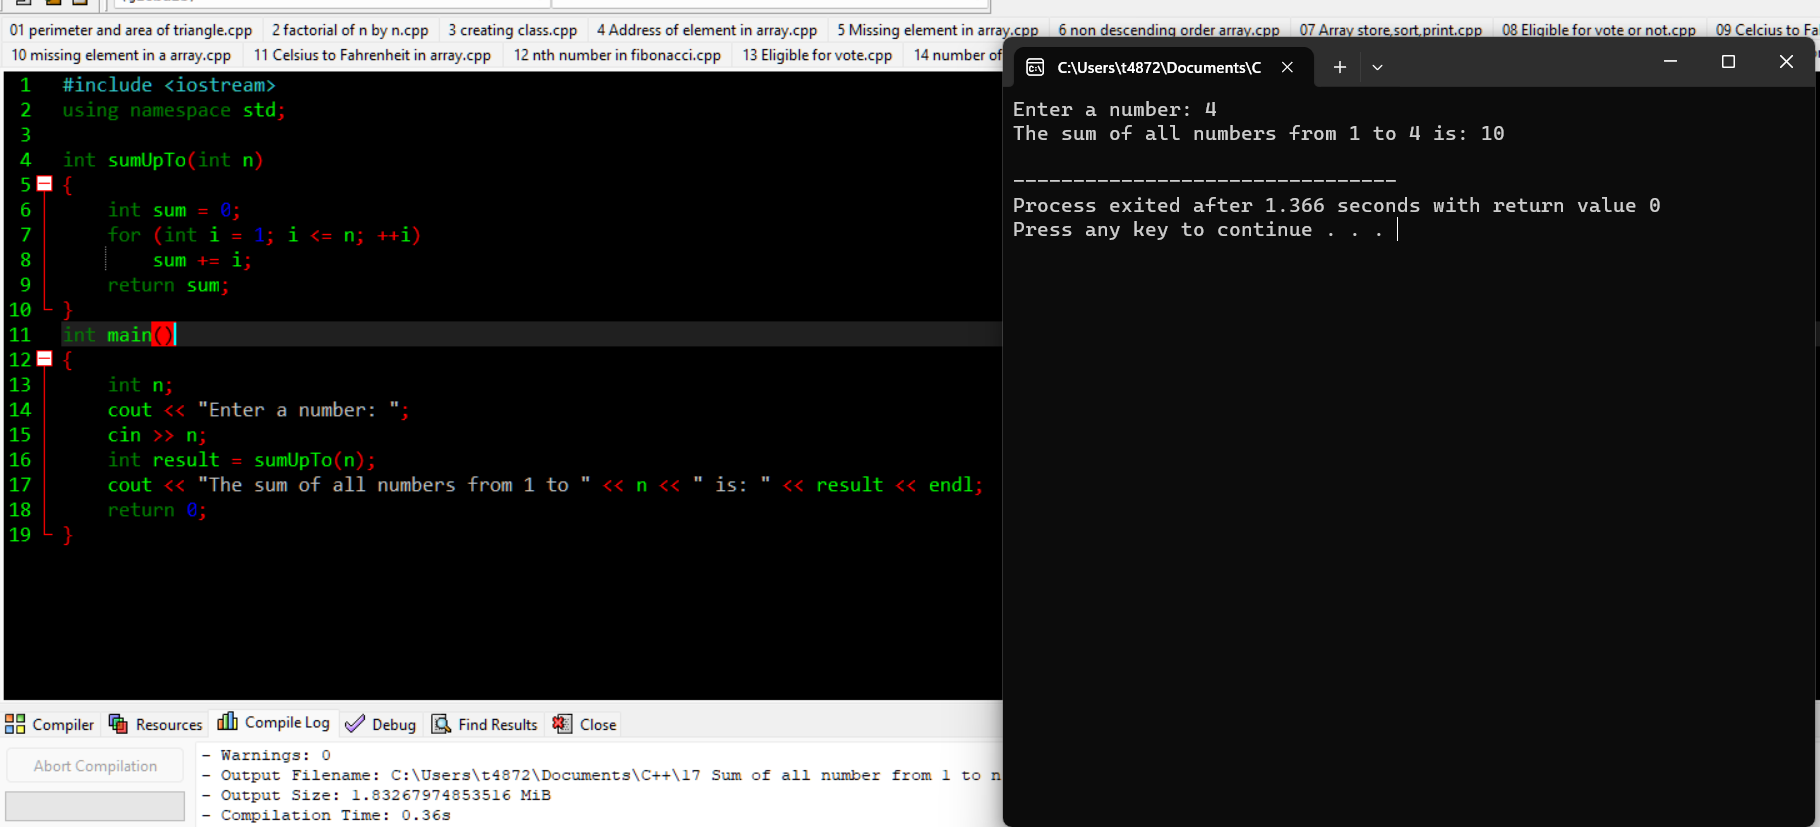 01 perimeter and area of triangle.cpp 2 factorial of n by n.cpp 3 creating class.cpp 4 Address of element in array.cpp 5 Missing element in array.cpp 6 non descending order array.cpp 07 Array store,sort,print.cpp 08 Eligible for vote or not.cpp 09 Celcius to Fa
10 missing element in a array.cpp 11 Celsius to Fahrenheit in array.cpp 12 nth number in fibonacci.cpp 13 Eligible for vote.cpp 14 number of
1 #include <iostream>
2 using namespace std;
3
4 int sumUpTo(int n)
5 {
6 int sum = 0;
7 for (int i = 1; i <= n; ++i)
8 sum += i;
9 return sum;
10 }
11 int main()
12 {
13 int n;
14 cout << "Enter a number: ";
15 cin >> n;
16 int result = sumUpTo(n);
17 cout << "The sum of all numbers from 1 to " << n << " is: " << result << endl;
18 return 0;
19 }
C:\Users\t4872\Documents\C
Enter a number: 4
The sum of all numbers from 1 to 4 is: 10
--------------------------------
Process exited after 1.366 seconds with return value 0
Press any key to continue . . .
Compiler Resources Compile Log Debug Find Results Close
Abort Compilation
- Warnings: 0
- Output Filename: C:\Users\t4872\Documents\C++\17 Sum of all number from 1 to n
- Output Size: 1.83267974853516 MiB
- Compilation Time: 0.36s